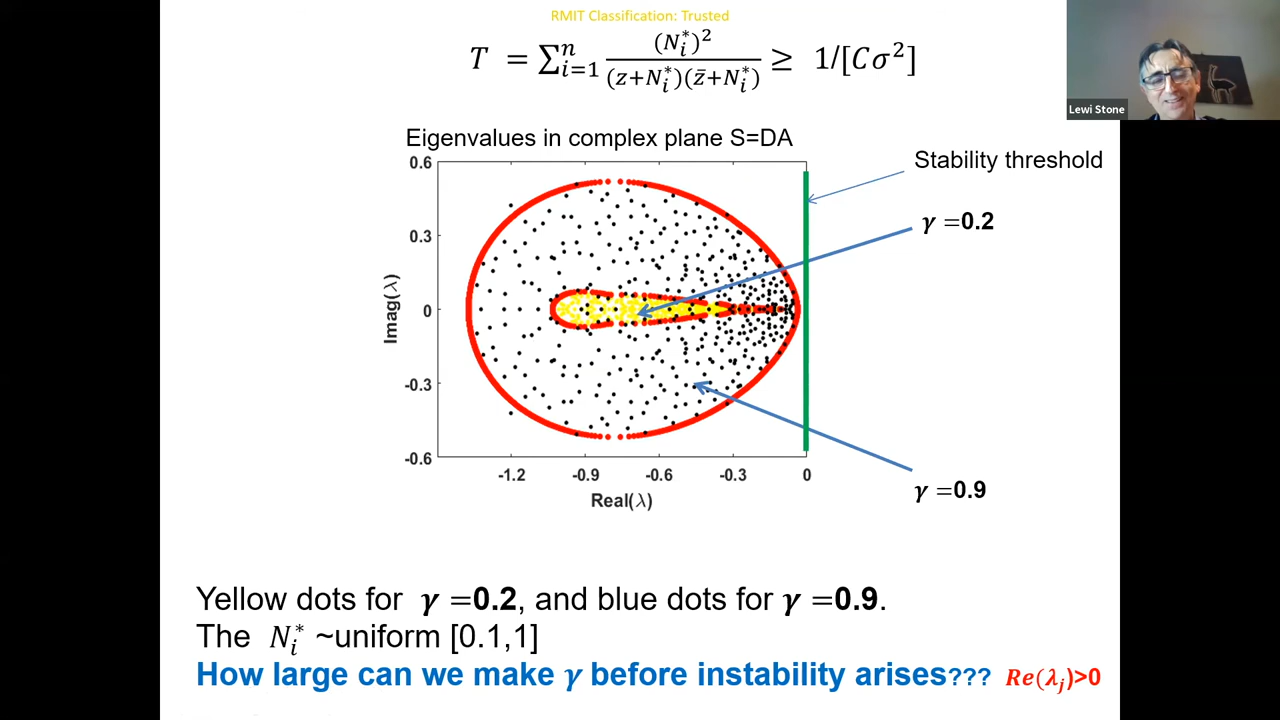 RMIT Classification: Trusted
T = ∑ⁿᵢ₌₁ (Nᵢ*)² / (z+Nᵢ*)(z̄+Nᵢ*) ≥ 1/[Cσ²]
Lewi Stone
Eigenvalues in complex plane S=DA
Stability threshold
γ =0.2
0.6
0.3
0
-0.3
-0.6
Imag(λ)
-1.2 -0.9 -0.6 -0.3 0
Real(λ)
γ =0.9
Yellow dots for γ =0.2, and blue dots for γ =0.9.
The Nᵢ* ~uniform [0.1,1]
How large can we make γ before instability arises??? Re(λⱼ)>0